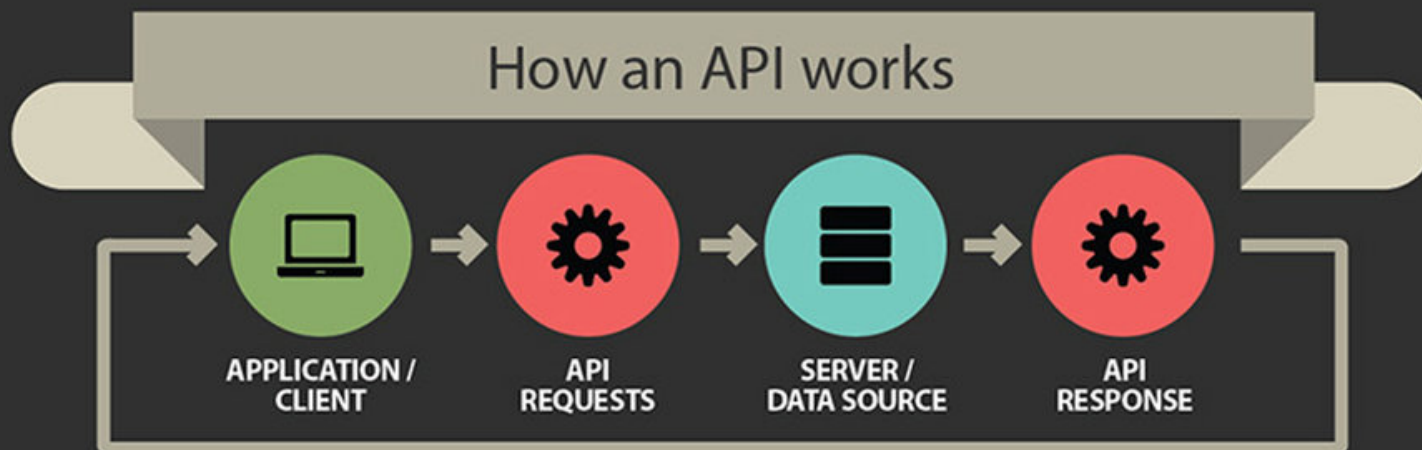 How an API works
APPLICATION /
CLIENT
API
REQUESTS
SERVER /
DATA SOURCE
API
RESPONSE